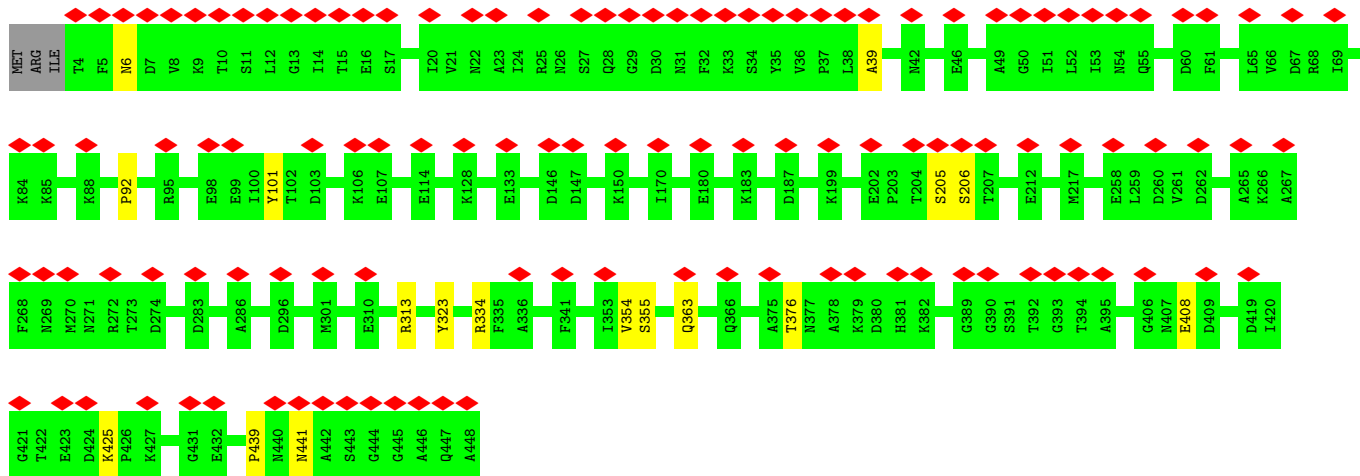 MET ARG ILE T4 F5 N6 D7 V8 K9 T10 S11 L12 G13 I14 T15 E16 S17 I20 V21 N22 A23 I24 R25 N26 S27 Q28 G29 D30 N31 F32 K33 S34 Y35 V36 P37 L38 A39 N42 E46 A49 G50 I51 L52 I53 N54 Q55 D60 F61 L65 V66 D67 R68 I69
K84 K85 K88 P92 R95 E98 E99 I100 Y101 T102 D103 K106 E107 E114 K128 E133 D146 D147 K150 I170 E180 K183 D187 K199 E202 P203 T204 S205 S206 T207 E212 M217 E258 L259 D260 V261 D262 A265 K266 A267
F268 N269 M270 N271 R272 T273 D274 D283 A286 D296 M301 E310 R313 Y323 R334 F335 A336 F341 I353 V354 S355 Q363 Q366 A375 T376 N377 A378 K379 D380 H381 K382 G389 G390 S391 T392 G393 T394 A395 G406 N407 E408 D409 D419 I420
G421 T422 E423 D424 K425 P426 K427 G431 E432 P439 N440 N441 A442 S443 G444 G445 A446 Q447 A448